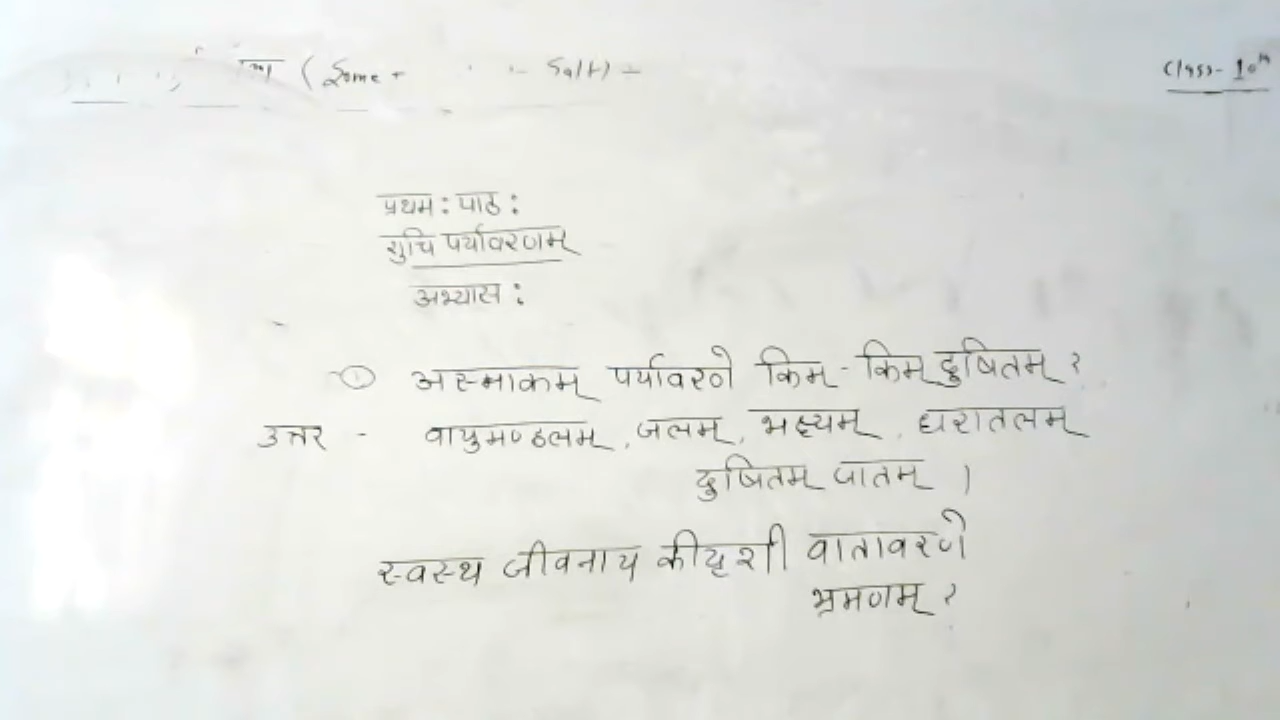 (Some
Class- 10th
प्रथम: पाठ:
शुचि पर्यावरणम्
अभ्यास:
① अस्माकम् पर्यावरणे किम्-किम् दुषितम् ?
उत्तर - वायुमण्डलम्, जलम्, भक्ष्यम्, धरातलम्
दुषितम् जातम् ।
स्वस्थ जीवनाय कीदृशी वातावरणे
भ्रमणम् ?